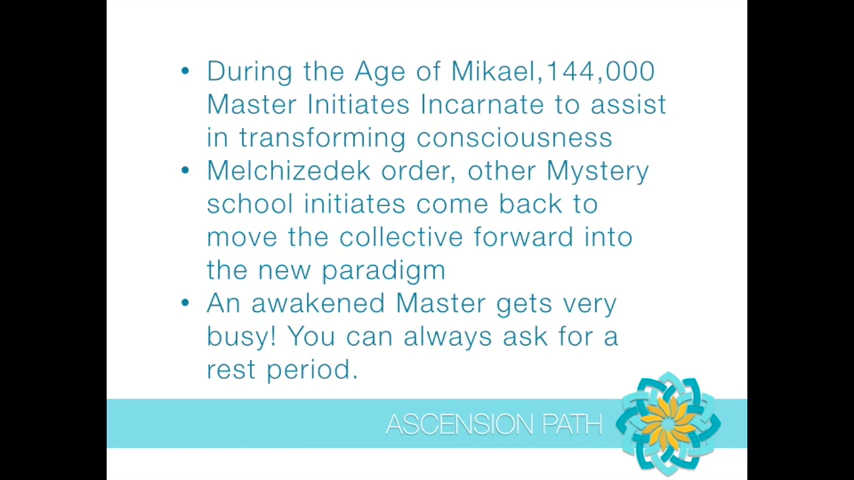 • During the Age of Mikael,144,000
Master Initiates Incarnate to assist
in transforming consciousness
• Melchizedek order, other Mystery
school initiates come back to
move the collective forward into
the new paradigm
• An awakened Master gets very
busy! You can always ask for a
rest period.
ASCENSION PATH